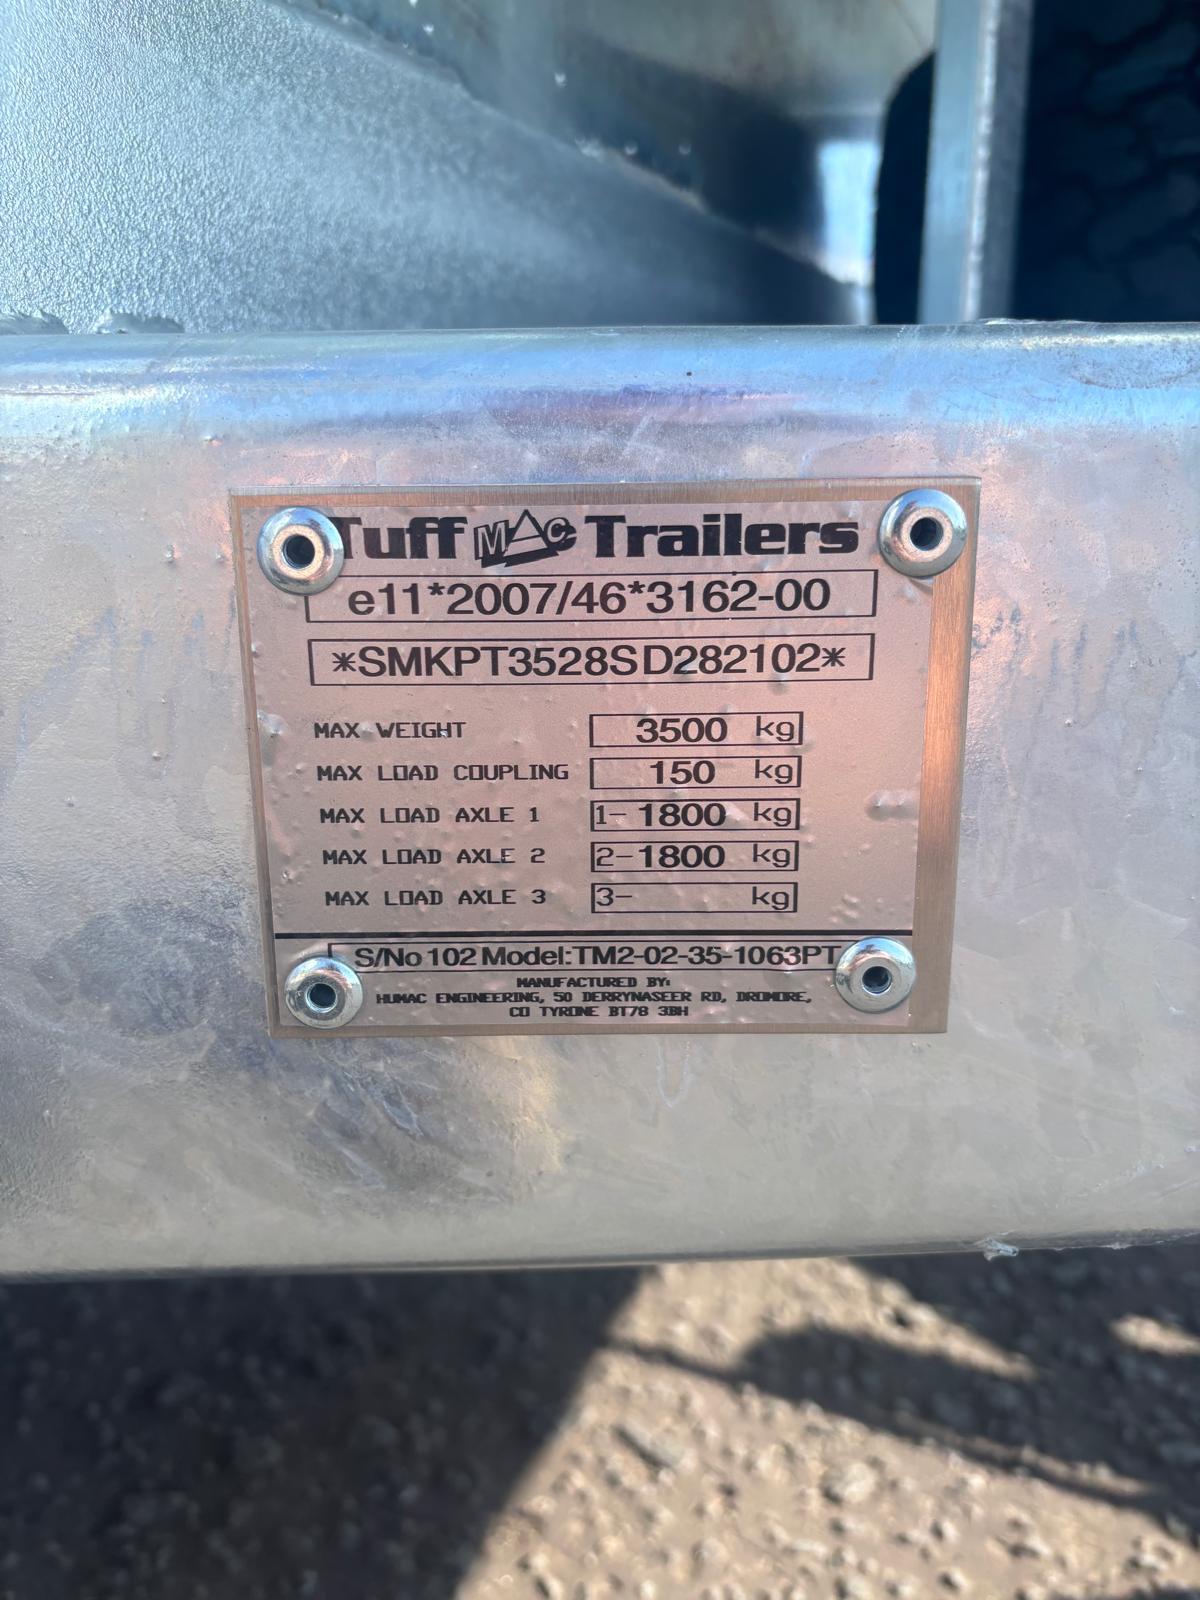 Tuff MAC Trailers
e11*2007/46*3162-00
*SMKPT3528SD282102*
MAX WEIGHT 3500 kg
MAX LOAD COUPLING 150 kg
MAX LOAD AXLE 1 1- 1800 kg
MAX LOAD AXLE 2 2- 1800 kg
MAX LOAD AXLE 3 3- kg
S/No 102 Model: TM2-02-35-1063PT
MANUFACTURED BY:
HUMAC ENGINEERING, 50 DERRYNASEER RD, DROMORE,
CO TYRONE BT78 3BH